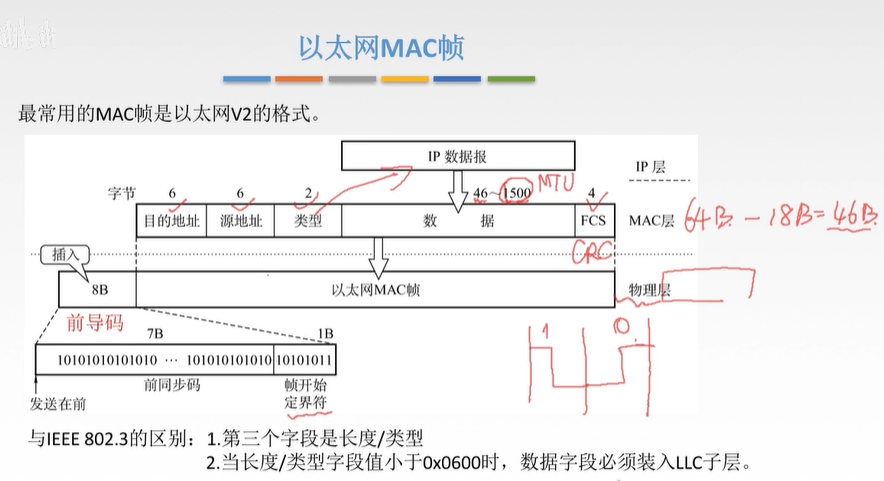 以太网MAC帧
最常用的MAC帧是以太网V2的格式。
IP 数据报
IP 层
字节 6 6 2 46~1500 MTU 4
目的地址 源地址 类型 数 据 FCS MAC层 64B - 18B=46B
CRC
插入
8B 以太网MAC帧 物理层
前导码
7B 1B
10101010101010 … 101010101010 10101011
1 0
前同步码 帧开始
定界符
发送在前
与IEEE 802.3的区别：1.第三个字段是长度/类型
2.当长度/类型字段值小于0x0600时，数据字段必须装入LLC子层。